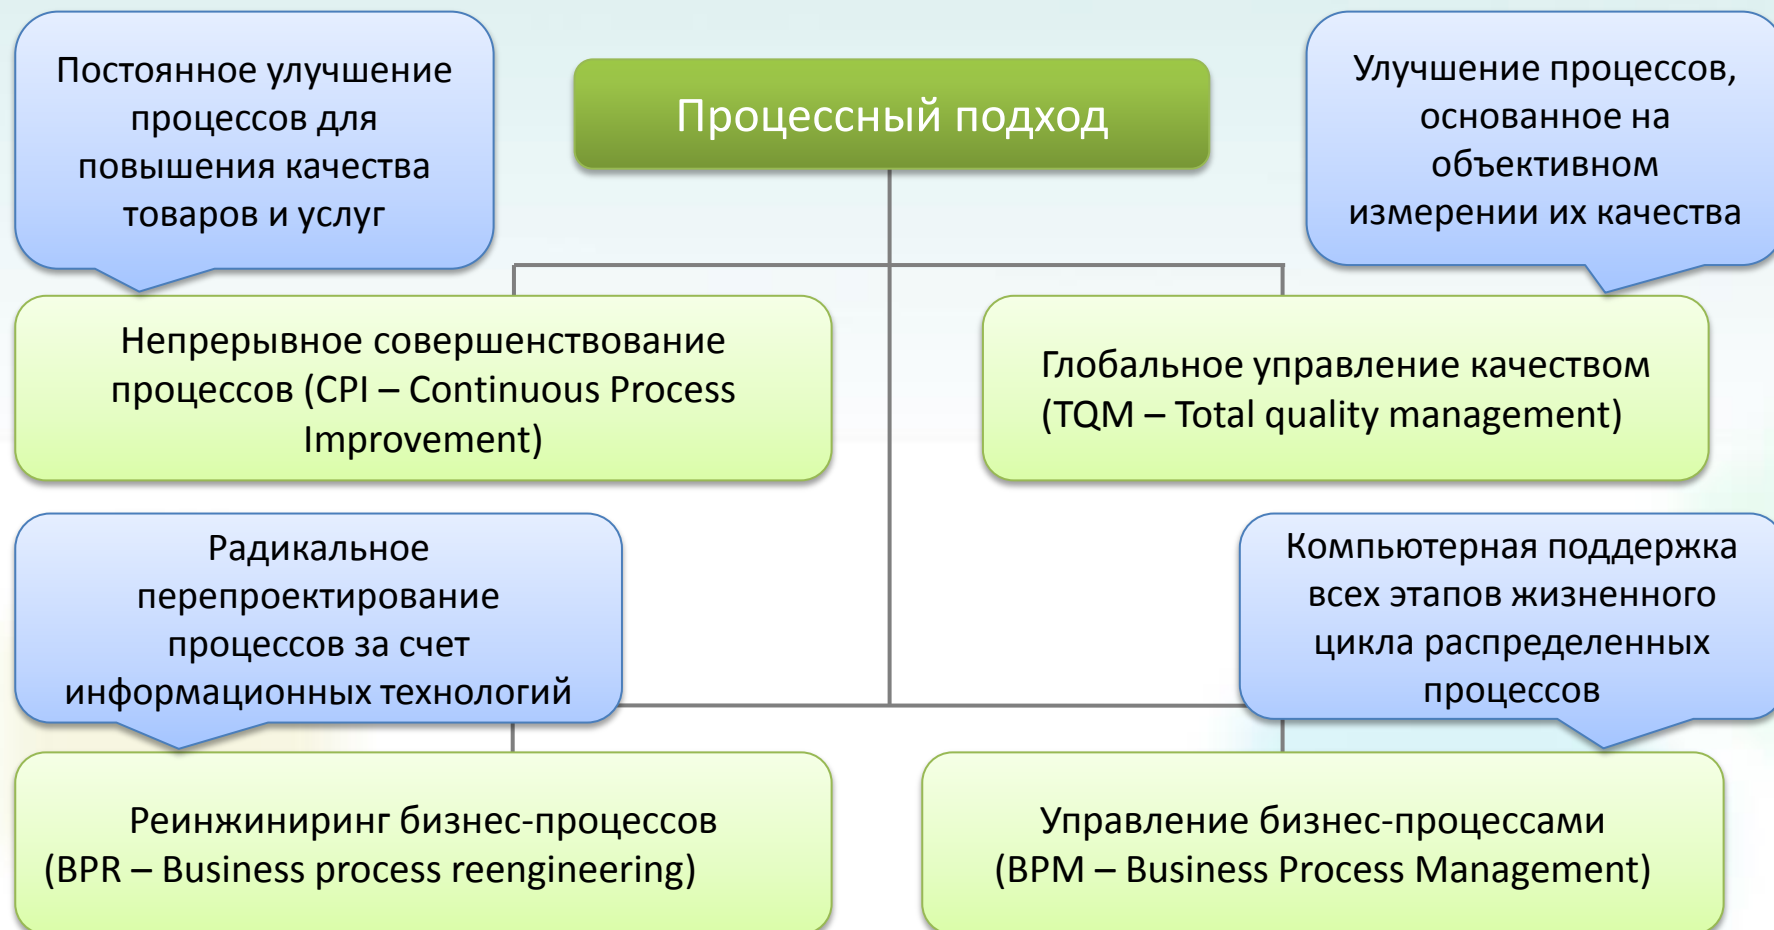 Постоянное улучшение
процессов для
повышения качества
товаров и услуг
Процессный подход
Улучшение процессов,
основанное на
объективном
измерении их качества
Непрерывное совершенствование
процессов (CPI – Continuous Process
Improvement)
Глобальное управление качеством
(TQM – Total quality management)
Радикальное
перепроектирование
процессов за счет
информационных технологий
Компьютерная поддержка
всех этапов жизненного
цикла распределенных
процессов
Реинжиниринг бизнес-процессов
(BPR – Business process reengineering)
Управление бизнес-процессами
(BPM – Business Process Management)